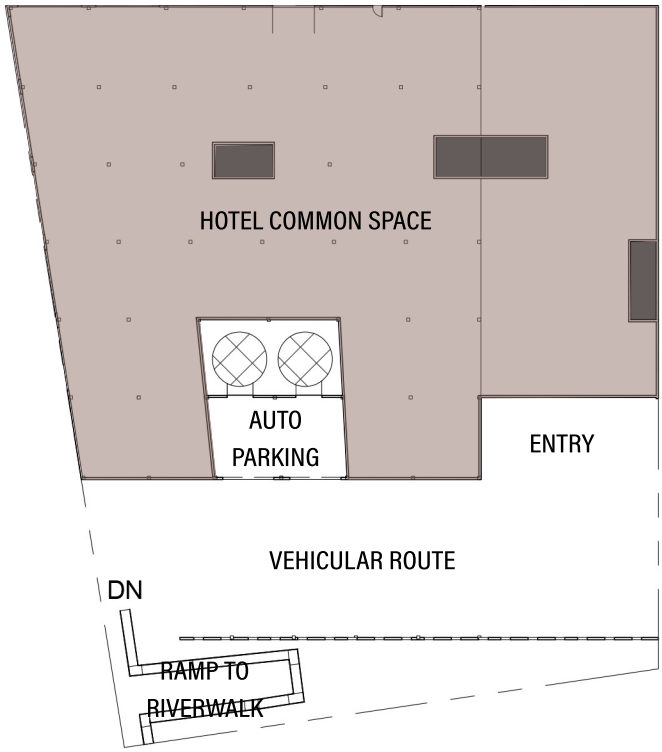 HOTEL COMMON SPACE
AUTO
PARKING
ENTRY
VEHICULAR ROUTE
DN
RAMP TO
RIVERWALK